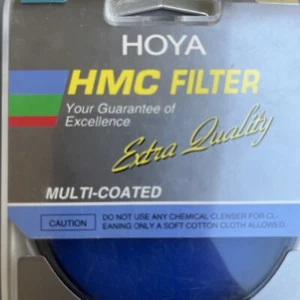 HOYA
HMC FILTER
Your Guarantee of
Excellence
Extra Quality
MULTI-COATED
CAUTION
DO NOT USE ANY CHEMICAL CLENSER FOR CL-
EANING ONLY A SOFT COTTON CLOTH ALLOWED.